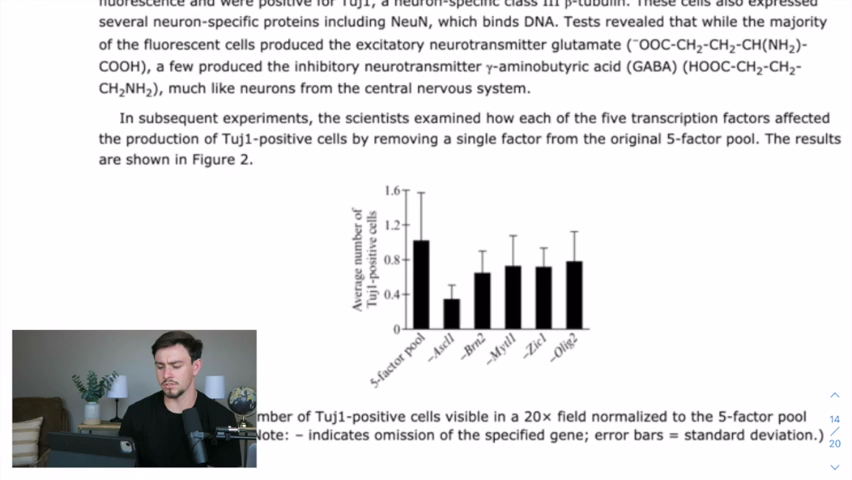 fluorescence and were positive for Tuj1, a neuron-specific class III β-tubulin. These cells also expressed
several neuron-specific proteins including NeuN, which binds DNA. Tests revealed that while the majority
of the fluorescent cells produced the excitatory neurotransmitter glutamate (⁻OOC-CH₂-CH₂-CH(NH₂)-
COOH), a few produced the inhibitory neurotransmitter γ-aminobutyric acid (GABA) (HOOC-CH₂-CH₂-
CH₂NH₂), much like neurons from the central nervous system.
In subsequent experiments, the scientists examined how each of the five transcription factors affected
the production of Tuj1-positive cells by removing a single factor from the original 5-factor pool. The results
are shown in Figure 2.
Average number of
Tuj1-positive cells
1.6
1.2
0.8
0.4
0
5-factor pool
–Ascl1
–Brn2
–Mytl1
–Zic1
–Olig2
mber of Tuj1-positive cells visible in a 20× field normalized to the 5-factor pool
Note: – indicates omission of the specified gene; error bars = standard deviation.)
14
/
20